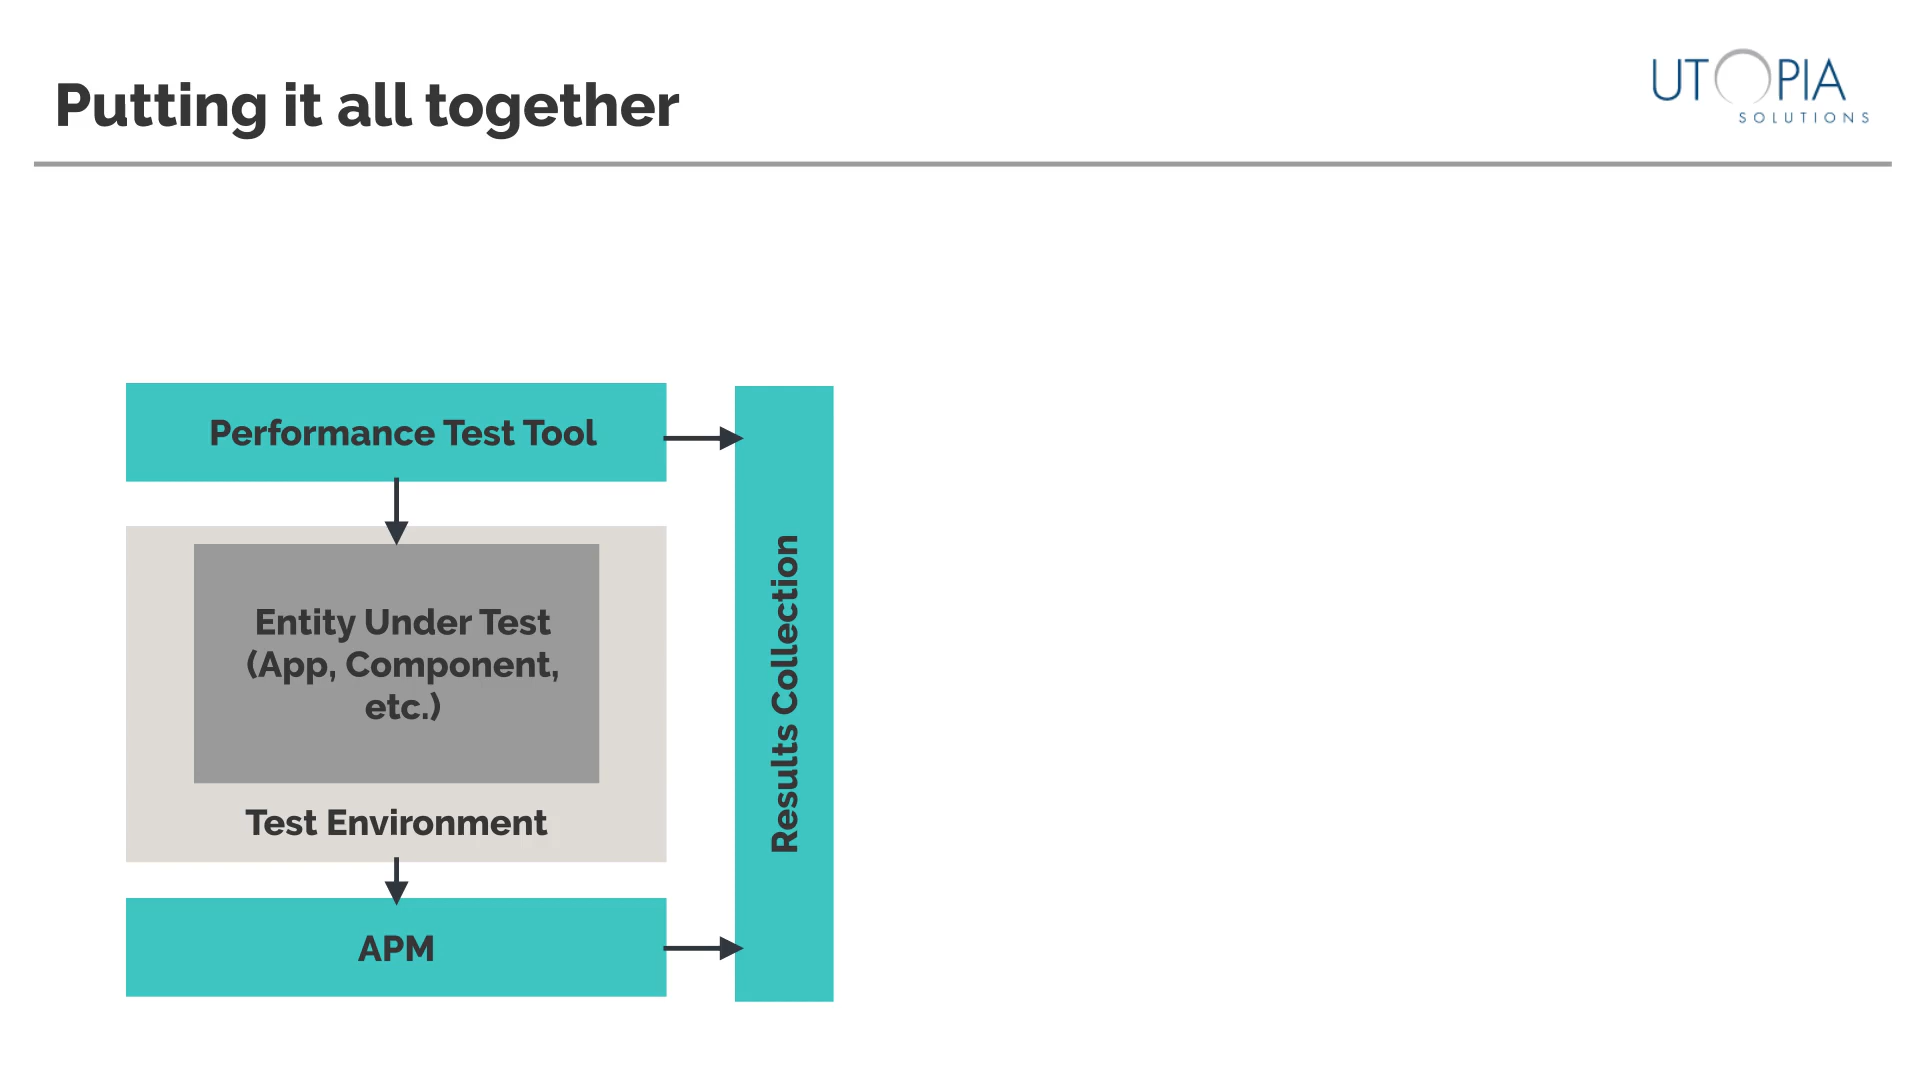 Putting it all together
UTOPIA
SOLUTIONS
Performance Test Tool
Entity Under Test
(App, Component,
etc.)
Test Environment
APM
Results Collection